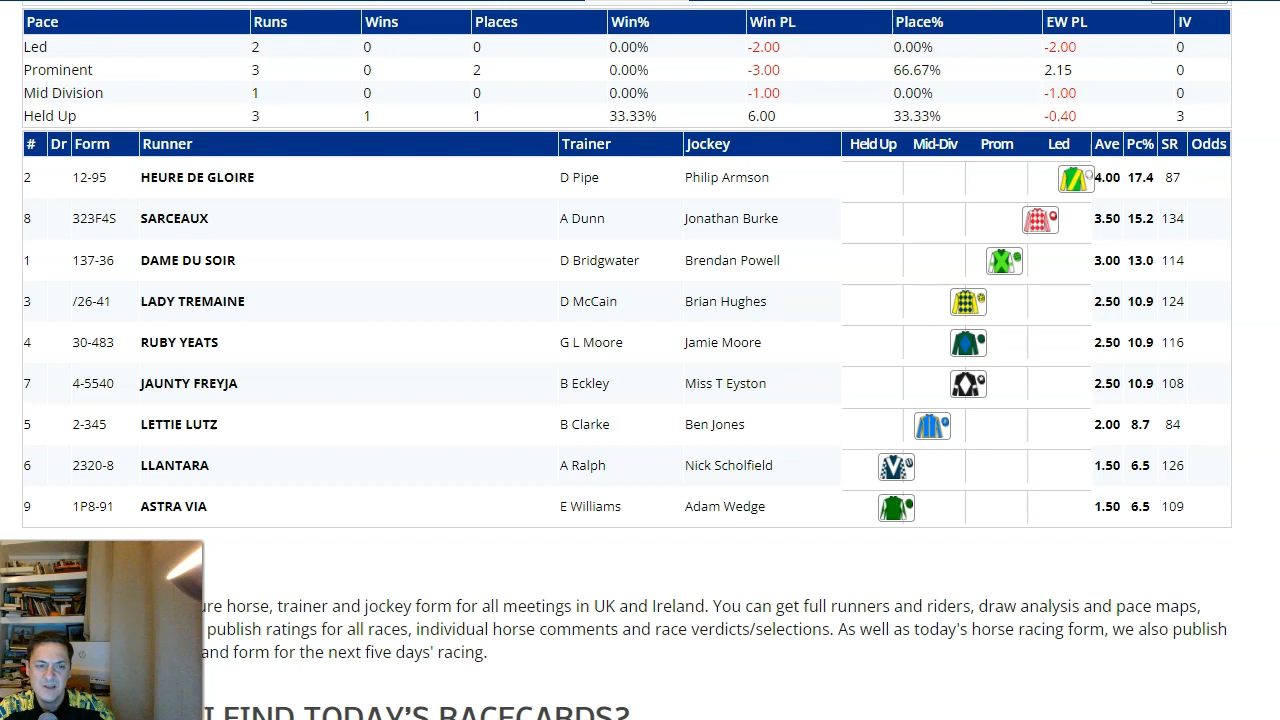 Pace Runs Wins Places Win% Win PL Place% EW PL IV
Led 2 0 0 0.00% -2.00 0.00% -2.00 0
Prominent 3 0 2 0.00% -3.00 66.67% 2.15 0
Mid Division 1 0 0 0.00% -1.00 0.00% -1.00 0
Held Up 3 1 1 33.33% 6.00 33.33% -0.40 3
# Dr Form Runner Trainer Jockey Held Up Mid-Div Prom Led Ave Pc% SR Odds
2 12-95 HEURE DE GLOIRE D Pipe Philip Armson 4.00 17.4 87
8 323F4S SARCEAUX A Dunn Jonathan Burke 3.50 15.2 134
1 137-36 DAME DU SOIR D Bridgwater Brendan Powell 3.00 13.0 114
3 /26-41 LADY TREMAINE D McCain Brian Hughes 2.50 10.9 124
4 30-483 RUBY YEATS G L Moore Jamie Moore 2.50 10.9 116
7 4-5540 JAUNTY FREYJA B Eckley Miss T Eyston 2.50 10.9 108
5 2-345 LETTIE LUTZ B Clarke Ben Jones 2.00 8.7 84
6 2320-8 LLANTARA A Ralph Nick Scholfield 1.50 6.5 126
9 1P8-91 ASTRA VIA E Williams Adam Wedge 1.50 6.5 109
horse, trainer and jockey form for all meetings in UK and Ireland. You can get full runners and riders, draw analysis and pace maps,
publish ratings for all races, individual horse comments and race verdicts/selections. As well as today's horse racing form, we also publish
and form for the next five days' racing.
I FIND TODAY'S RACECARDS?